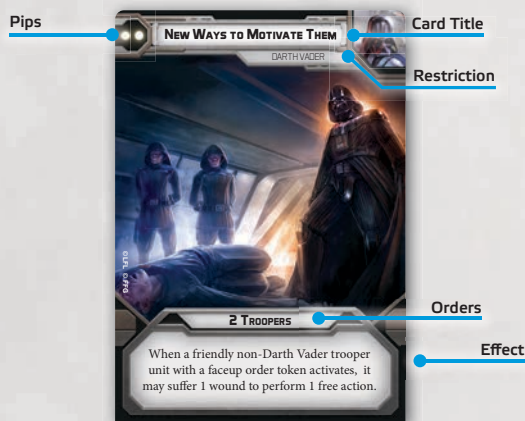 Pips
NEW WAYS TO MOTIVATE THEM
Card Title
DARTH VADER
Restriction
©LFL ©FFG
2 TROOPERS
Orders
Effect
When a friendly non-Darth Vader trooper
unit with a faceup order token activates, it
may suffer 1 wound to perform 1 free action.